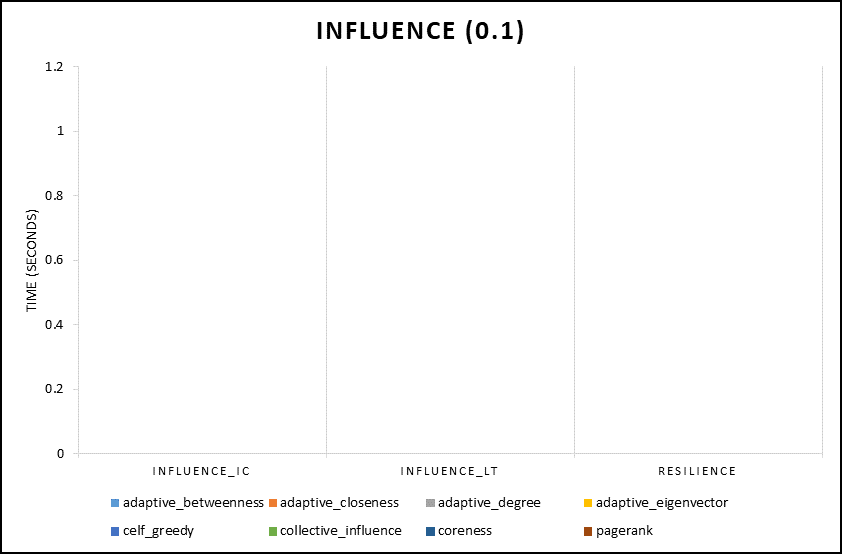 INFLUENCE (0.1)
TIME (SECONDS)
1.2
1
0.8
0.6
0.4
0.2
0
INFLUENCE_IC INFLUENCE_LT RESILIENCE
adaptive_betweenness adaptive_closeness adaptive_degree adaptive_eigenvector
celf_greedy collective_influence coreness pagerank